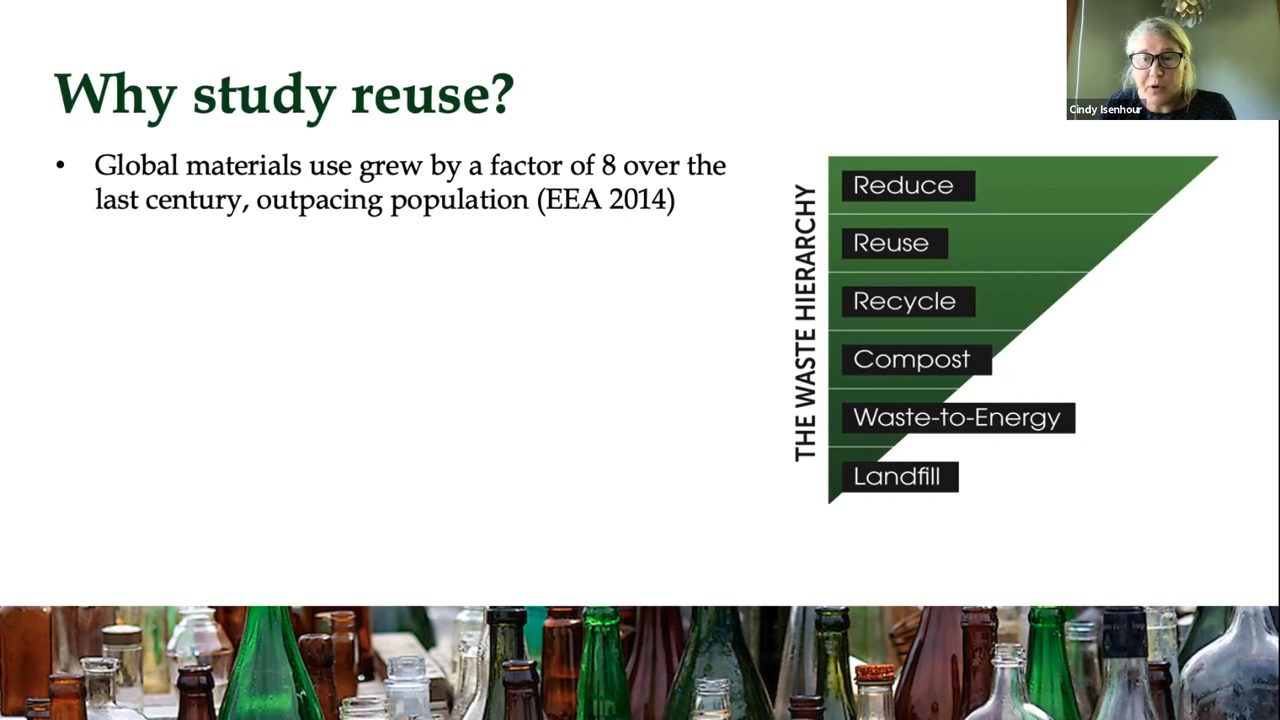 Why study reuse?
• Global materials use grew by a factor of 8 over the
last century, outpacing population (EEA 2014)
THE WASTE HIERARCHY
Reduce
Reuse
Recycle
Compost
Waste-to-Energy
Landfill
Cindy Isenhour